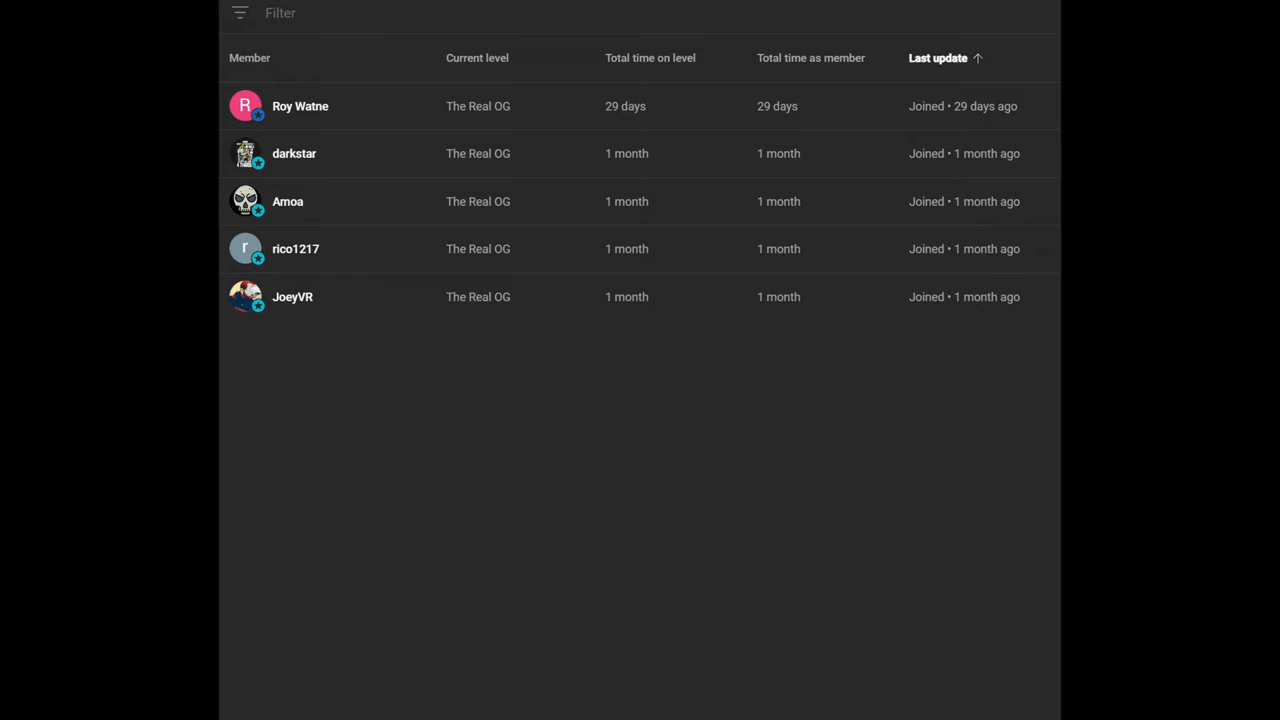 Filter
Member Current level Total time on level Total time as member Last update ↑
R Roy Watne The Real OG 29 days 29 days Joined • 29 days ago
darkstar The Real OG 1 month 1 month Joined • 1 month ago
Amoa The Real OG 1 month 1 month Joined • 1 month ago
r rico1217 The Real OG 1 month 1 month Joined • 1 month ago
JoeyVR The Real OG 1 month 1 month Joined • 1 month ago